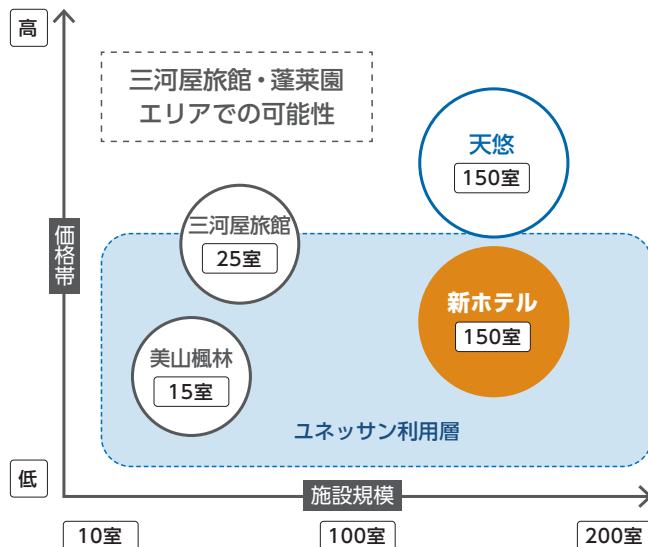 高
三河屋旅館・蓬莱園
エリアでの可能性
天悠
150室
三河屋旅館
25室
価格帯
新ホテル
150室
美山楓林
15室
ユネッサン利用層
低
施設規模
10室
100室
200室